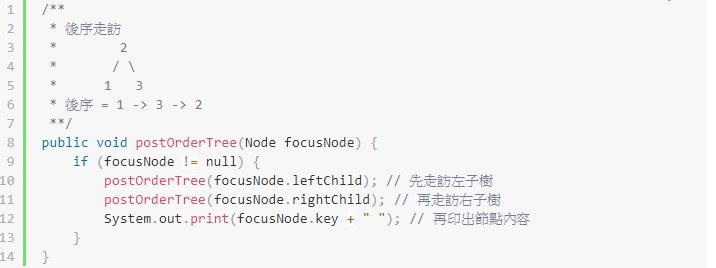 1 /**
2  * 後序走訪
3  *        2
4  *       / \
5  *      1   3
6  * 後序 = 1 -> 3 -> 2
7  **/
8 public void postOrderTree(Node focusNode) {
9     if (focusNode != null) {
10         postOrderTree(focusNode.leftChild); // 先走訪左子樹
11         postOrderTree(focusNode.rightChild); // 再走訪右子樹
12         System.out.print(focusNode.key + " "); // 再印出節點內容
13     }
14 }